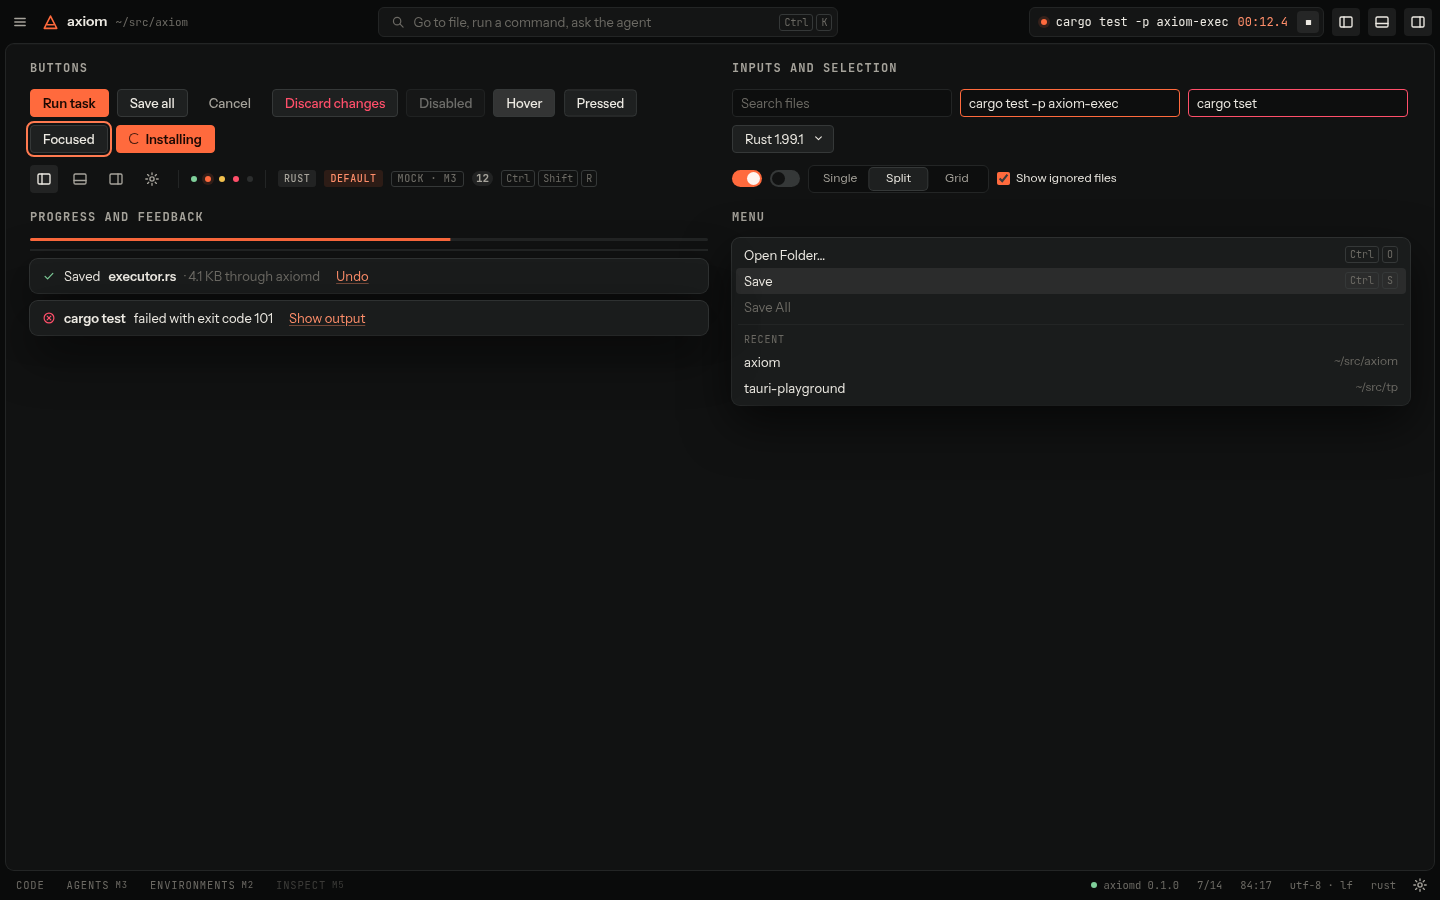 axiom ~/src/axiom
Go to file, run a command, ask the agent Ctrl K
cargo test -p axiom-exec 00:12.4
BUTTONS
Run task Save all Cancel Discard changes Disabled Hover Pressed
Focused Installing
RUST DEFAULT MOCK · M3 12 Ctrl Shift R
PROGRESS AND FEEDBACK
Saved executor.rs · 4.1 KB through axiomd Undo
cargo test failed with exit code 101 Show output
INPUTS AND SELECTION
Search files cargo test -p axiom-exec cargo tset
Rust 1.99.1
Single Split Grid Show ignored files
MENU
Open Folder... Ctrl O
Save Ctrl S
Save All
RECENT
axiom ~/src/axiom
tauri-playground ~/src/tp
CODE AGENTS M3 ENVIRONMENTS M2 INSPECT M5
axiomd 0.1.0 7/14 84:17 utf-8 · lf rust